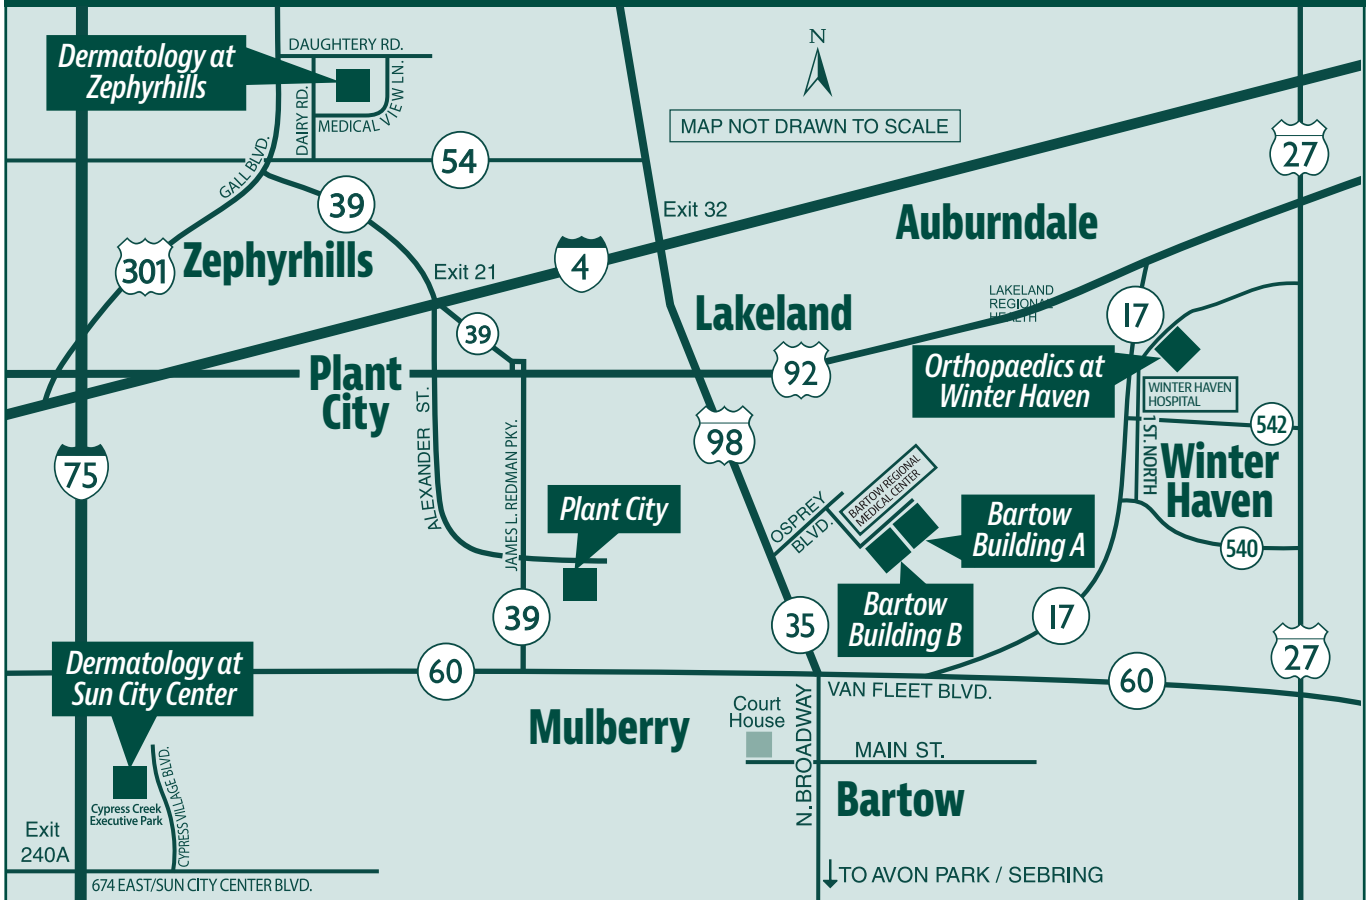 Dermatology at
Zephyrhills
DAUGHTERY RD.
DAIRY RD.
MEDICAL VIEW LN.
N
MAP NOT DRAWN TO SCALE
27
54
GALL BLVD.
39
Exit 32
Auburndale
301
Zephyrhills
Exit 21
4
LAKELAND
REGIONAL
HEALTH
17
Lakeland
39
Plant
City
92
Orthopaedics at
Winter Haven
WINTER HAVEN
HOSPITAL
542
75
ALEXANDER ST.
JAMES L. REDMAN PKY.
98
1 ST. NORTH
Winter
Haven
Plant City
OSPREY
BLVD.
BARTOW REGIONAL
MEDICAL CENTER
Bartow
Building A
540
Bartow
Building B
39
35
17
27
Dermatology at
Sun City Center
60
VAN FLEET BLVD.
60
Mulberry
Court
House
N. BROADWAY
MAIN ST.
Bartow
Cypress Creek
Executive Park
CYPRESS VILLAGE BLVD.
Exit
240A
674 EAST/SUN CITY CENTER BLVD.
TO AVON PARK / SEBRING